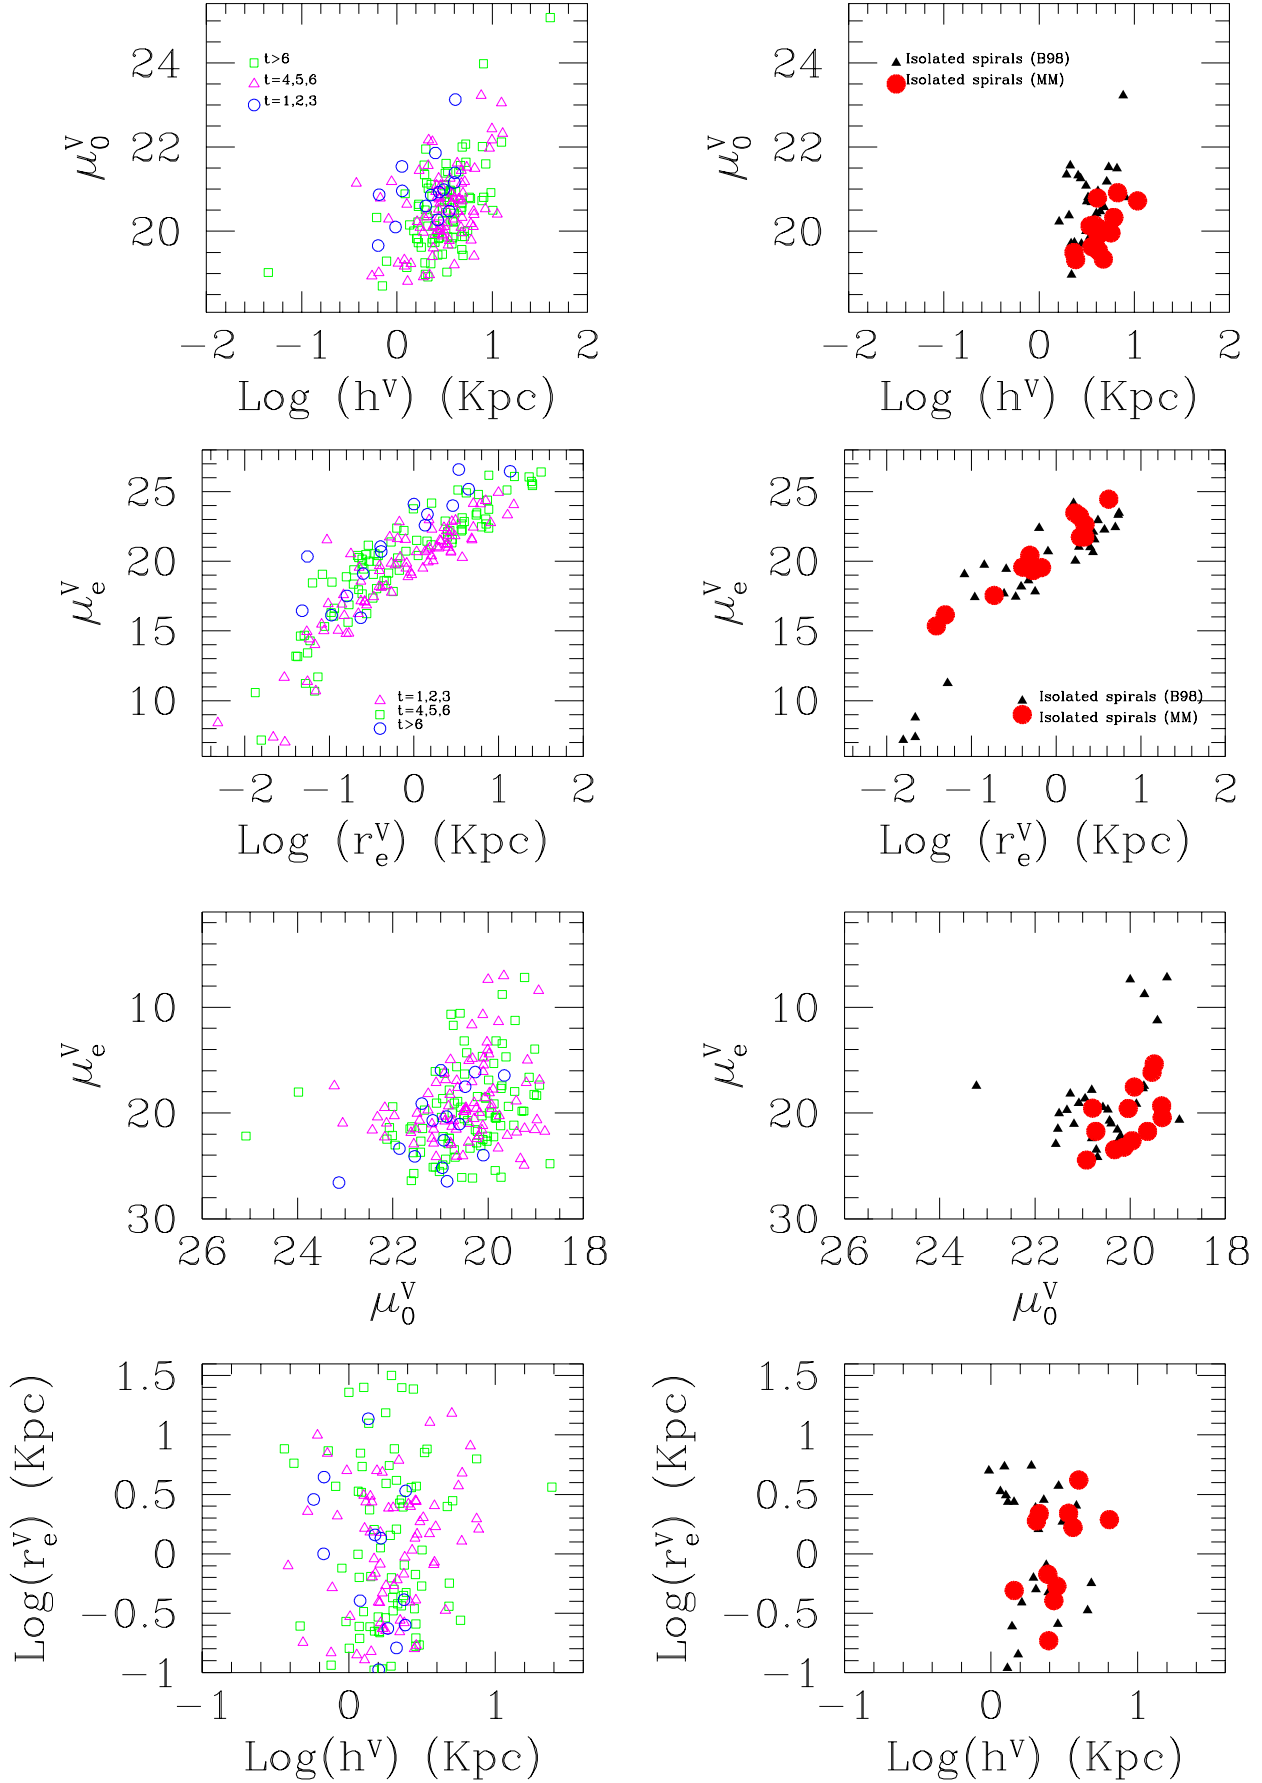 24
22
20
μ₀ⱽ
t>6
t=4,5,6
t=1,2,3
−2 −1 0 1 2
Log (hⱽ) (Kpc)
24
22
20
μ₀ⱽ
Isolated spirals (B98)
Isolated spirals (MM)
−2 −1 0 1 2
Log (hⱽ) (Kpc)
25
20
15
10
μₑⱽ
t=1,2,3
t=4,5,6
t>6
−2 −1 0 1 2
Log (rₑⱽ) (Kpc)
25
20
15
10
μₑⱽ
Isolated spirals (B98)
Isolated spirals (MM)
−2 −1 0 1 2
Log (rₑⱽ) (Kpc)
10
20
30
μₑⱽ
26 24 22 20 18
μ₀ⱽ
10
20
30
μₑⱽ
26 24 22 20 18
μ₀ⱽ
1.5
1
0.5
0
−0.5
−1
Log(rₑⱽ) (Kpc)
−1 0 1
Log(hⱽ) (Kpc)
1.5
1
0.5
0
−0.5
−1
Log(rₑⱽ) (Kpc)
−1 0 1
Log(hⱽ) (Kpc)